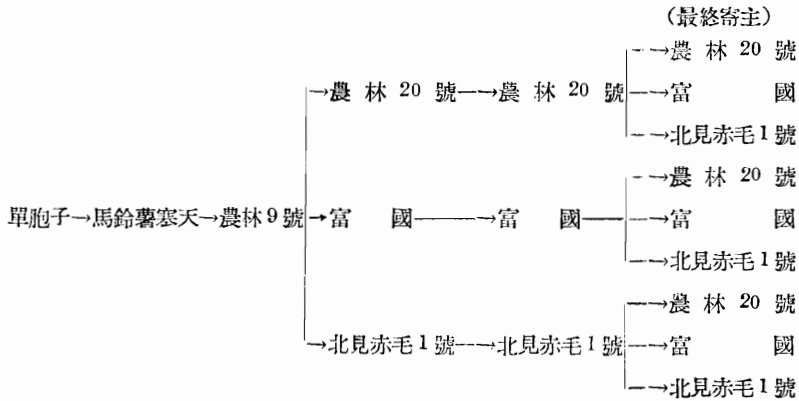 (最終寄主)
→農林 20 號
→農林 20 號→農林 20 號→富國
→北見赤毛1號
→農林 20 號
單胞子→馬鈴薯寒天→農林9號→富國→富國→富國
→北見赤毛1號
→農林 20 號
→北見赤毛1號→北見赤毛1號→富國
→北見赤毛1號